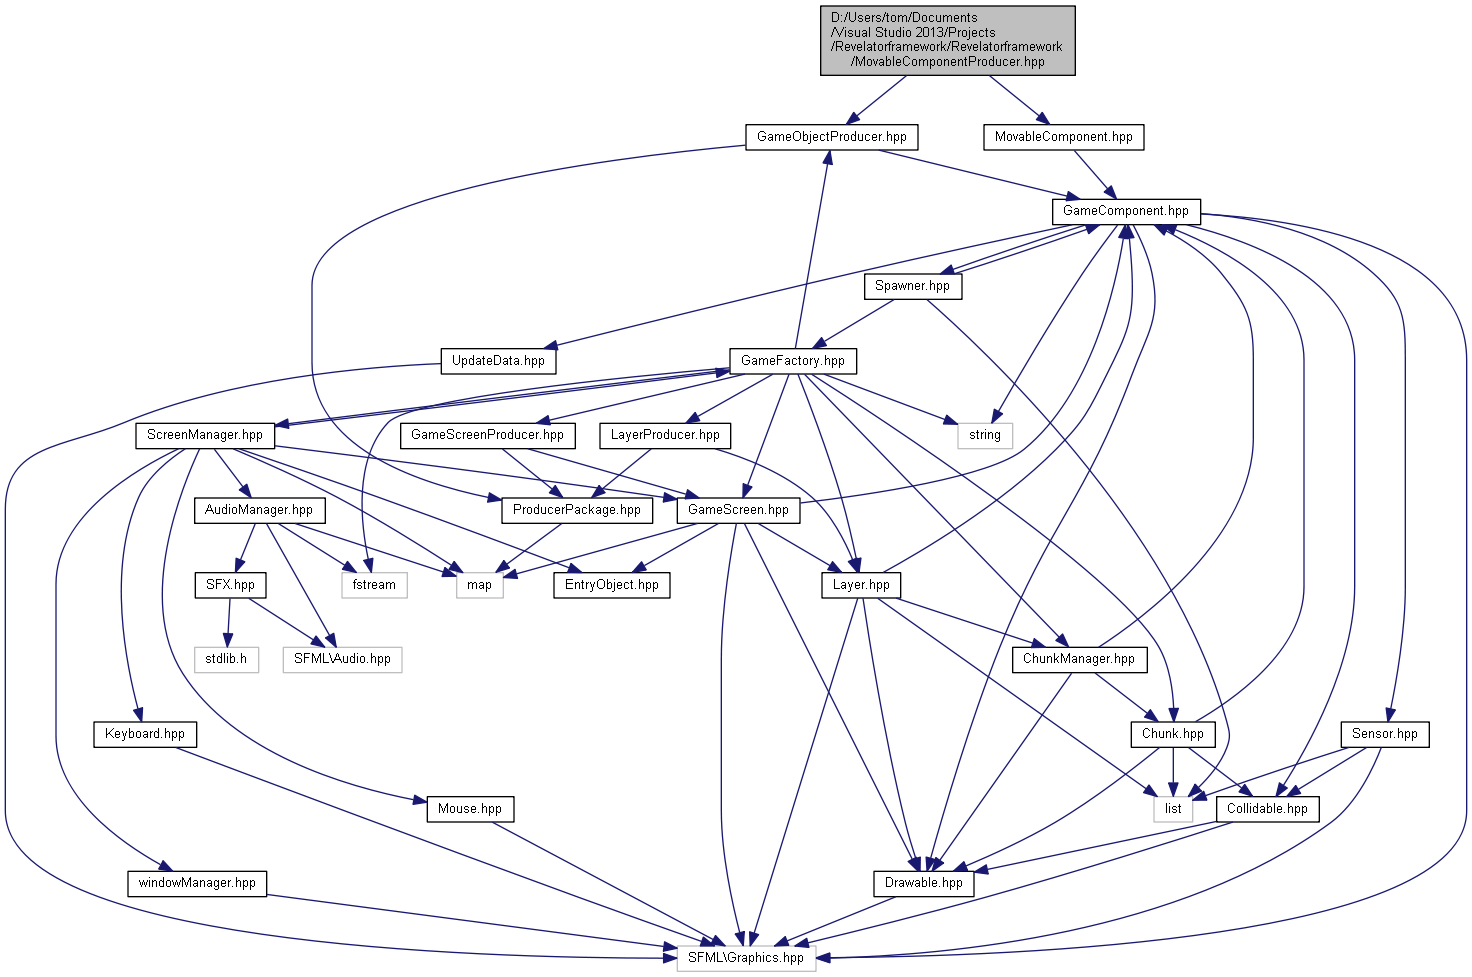 D:/Users/tom/Documents
/Visual Studio 2013/Projects
/Revelatorframework/Revelatorframework
/MovableComponentProducer.hpp
GameObjectProducer.hpp
MovableComponent.hpp
GameComponent.hpp
Spawner.hpp
UpdateData.hpp
GameFactory.hpp
ScreenManager.hpp
GameScreenProducer.hpp
LayerProducer.hpp
string
AudioManager.hpp
ProducerPackage.hpp
GameScreen.hpp
SFX.hpp
fstream
map
EntryObject.hpp
Layer.hpp
stdlib.h
SFML\Audio.hpp
ChunkManager.hpp
Keyboard.hpp
Chunk.hpp
Sensor.hpp
Mouse.hpp
list
Collidable.hpp
windowManager.hpp
Drawable.hpp
SFML\Graphics.hpp